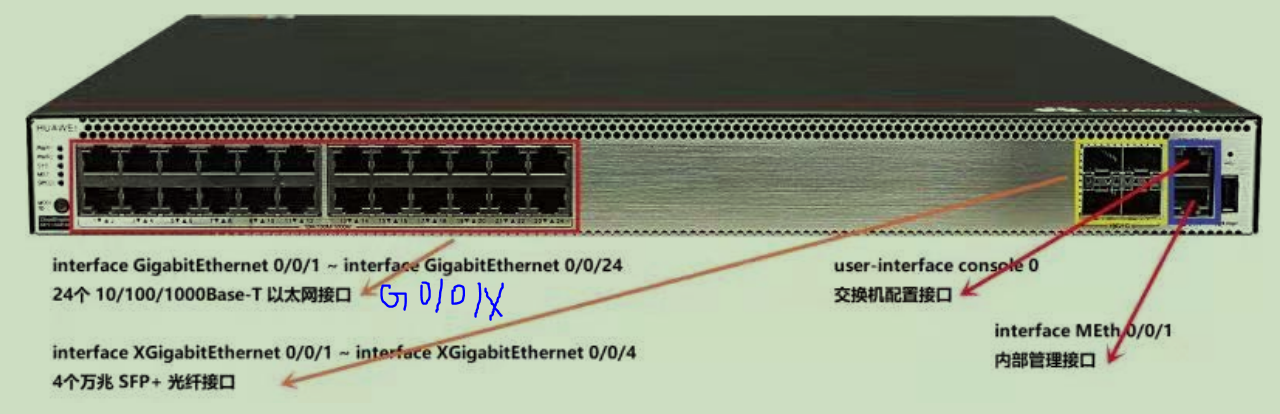 HUAWEI
HUAWEI
interface GigabitEthernet 0/0/1 ~ interface GigabitEthernet 0/0/24
24个 10/100/1000Base-T 以太网接口
G 0/0/X
interface XGigabitEthernet 0/0/1 ~ interface XGigabitEthernet 0/0/4
4个万兆 SFP+ 光纤接口
user-interface console 0
交换机配置接口
interface MEth 0/0/1
内部管理接口